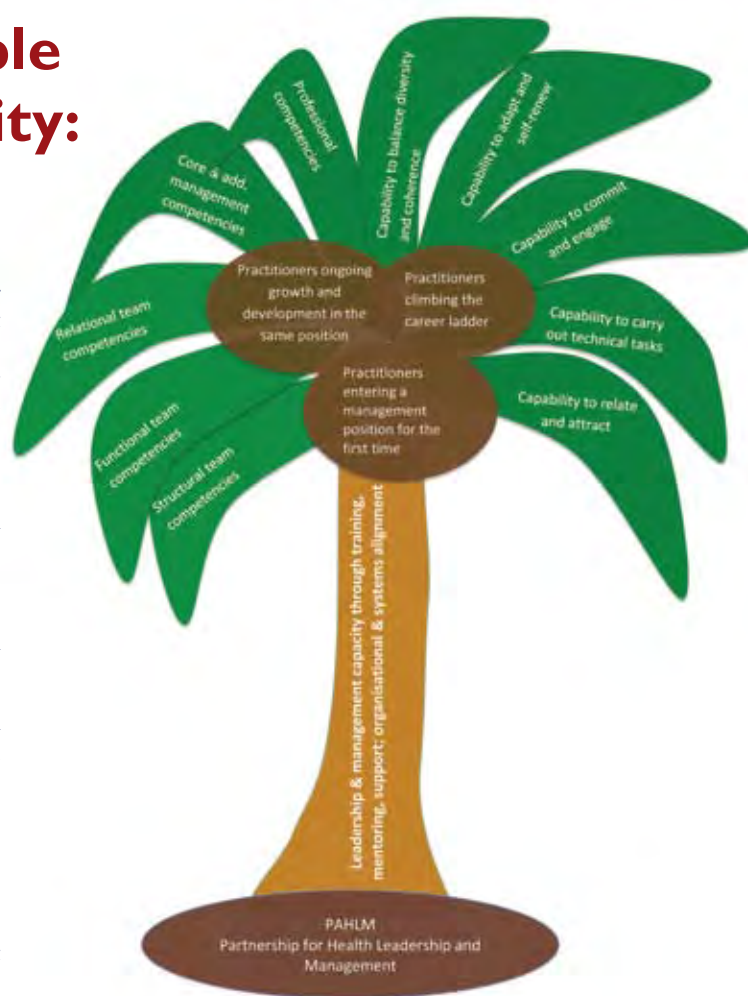 ple
ity:
Professional
competencies
Core & add,
management
competencies
Relational team
competencies
Functional team
competencies
Structural team
competencies
Capability to balance diversity
and coherence
Capability to adapt and
self-renew
Capability to commit
and engage
Capability to carry
out technical tasks
Capability to relate
and attract
Practitioners ongoing
growth and
development in the
same position
Practitioners
climbing the
career ladder
Practitioners
entering a
management
position for the
first time
Leadership & management capacity through training,
mentoring, support; organisational & systems alignment
PAHLM
Partnership for Health Leadership and
Management